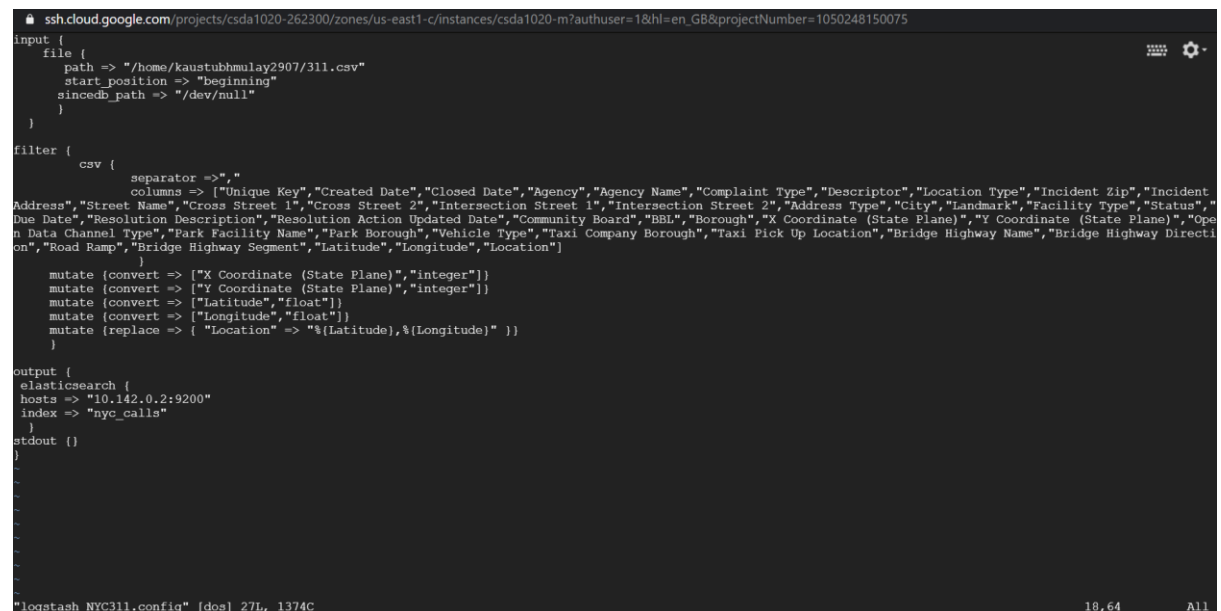 ssh.cloud.google.com/projects/csda1020-262300/zones/us-east1-c/instances/csda1020-m?authuser=1&hl=en_GB&projectNumber=1050248150075
input {
    file {
       path => "/home/kaustubhmulay2907/311.csv"
       start_position => "beginning"
      sincedb_path => "/dev/null"
      }
  }

filter {
         csv {
                separator =>","
                columns => ["Unique Key","Created Date","Closed Date","Agency","Agency Name","Complaint Type","Descriptor","Location Type","Incident Zip","Incident
Address","Street Name","Cross Street 1","Cross Street 2","Intersection Street 1","Intersection Street 2","Address Type","City","Landmark","Facility Type","Status","
Due Date","Resolution Description","Resolution Action Updated Date","Community Board","BBL","Borough","X Coordinate (State Plane)","Y Coordinate (State Plane)","Ope
n Data Channel Type","Park Facility Name","Park Borough","Vehicle Type","Taxi Company Borough","Taxi Pick Up Location","Bridge Highway Name","Bridge Highway Directi
on","Road Ramp","Bridge Highway Segment","Latitude","Longitude","Location"]
                 }
     mutate {convert => ["X Coordinate (State Plane)","integer"]}
     mutate {convert => ["Y Coordinate (State Plane)","integer"]}
     mutate {convert => ["Latitude","float"]}
     mutate {convert => ["Longitude","float"]}
     mutate {replace => { "Location" => "%{Latitude},%{Longitude}" }}
     }

output {
 elasticsearch {
 hosts => "10.142.0.2:9200"
 index => "nyc_calls"
  }
stdout {}
}
~
~
~
~
~
~
~
~
~
"logstash_NYC311.config" [dos] 27L, 1374C 18,64 All